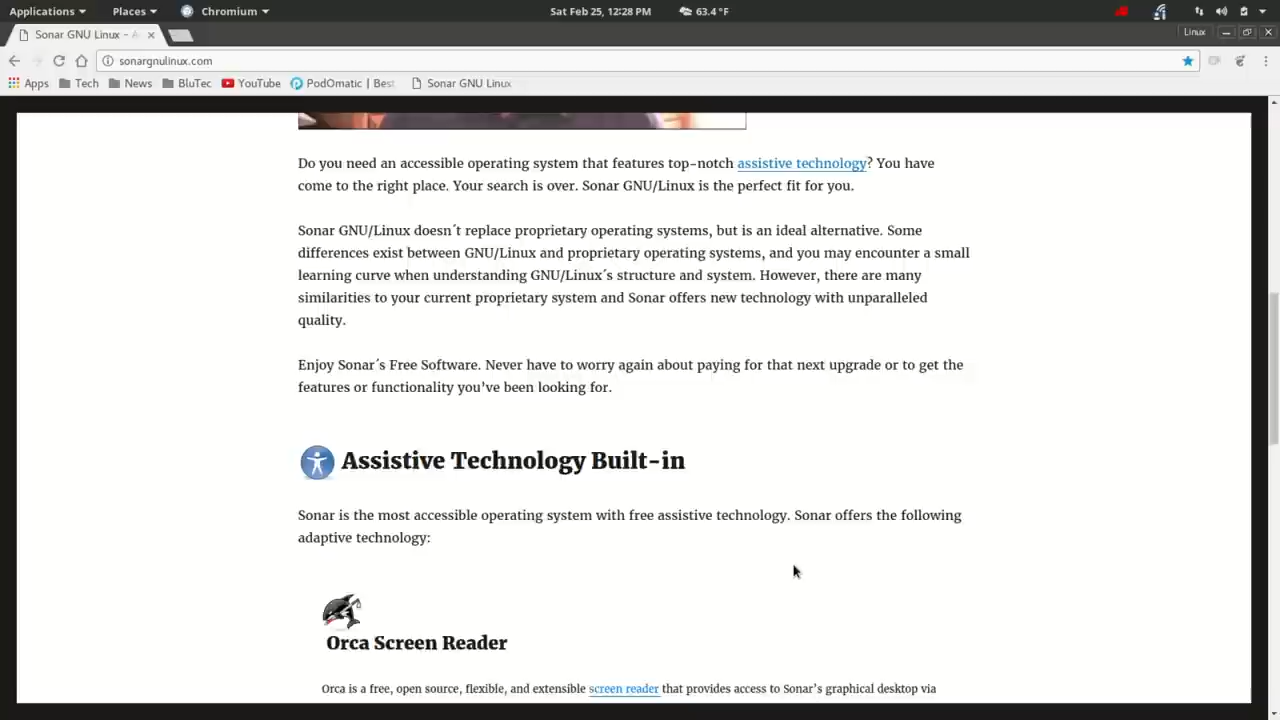 Applications Places Chromium Sat Feb 25, 12:28 PM 63.4 °F
Sonar GNU Linux – A Linux
sonargnulinux.com
Apps Tech News BluTec YouTube PodOmatic | Best Sonar GNU Linux
Do you need an accessible operating system that features top-notch assistive technology? You have
come to the right place. Your search is over. Sonar GNU/Linux is the perfect fit for you.
Sonar GNU/Linux doesn´t replace proprietary operating systems, but is an ideal alternative. Some
differences exist between GNU/Linux and proprietary operating systems, and you may encounter a small
learning curve when understanding GNU/Linux´s structure and system. However, there are many
similarities to your current proprietary system and Sonar offers new technology with unparalleled
quality.
Enjoy Sonar´s Free Software. Never have to worry again about paying for that next upgrade or to get the
features or functionality you’ve been looking for.
Assistive Technology Built-in
Sonar is the most accessible operating system with free assistive technology. Sonar offers the following
adaptive technology:
Orca Screen Reader
Orca is a free, open source, flexible, and extensible screen reader that provides access to Sonar’s graphical desktop via